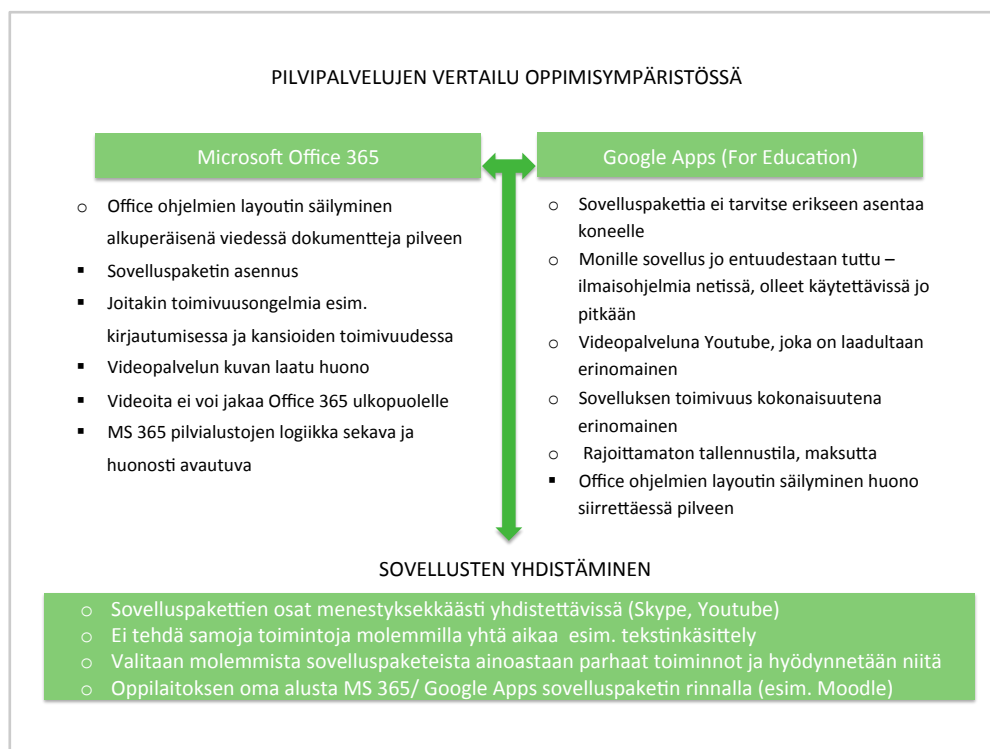 PILVIPALVELUJEN VERTAILU OPPIMISYMPÄRISTÖSSÄ
Microsoft Office 365
○ Office ohjelmien layoutin säilyminen
alkuperäisenä viedessä dokumentteja pilveen
▪ Sovelluspaketin asennus
▪ Joitakin toimivuusongelmia esim.
kirjautumisessa ja kansioiden toimivuudessa
▪ Videopalvelun kuvan laatu huono
▪ Videoita ei voi jakaa Office 365 ulkopuolelle
▪ MS 365 pilvialustojen logiikka sekava ja
huonosti avautuva
Google Apps (For Education)
○ Sovelluspakettia ei tarvitse erikseen asentaa
koneelle
○ Monille sovellus jo entuudestaan tuttu –
ilmaisohjelmia netissä, olleet käytettävissä jo
pitkään
○ Videopalveluna Youtube, joka on laadultaan
erinomainen
○ Sovelluksen toimivuus kokonaisuutena
erinomainen
○ Rajoittamaton tallennustila, maksutta
▪ Office ohjelmien layoutin säilyminen huono
siirrettäessä pilveen
SOVELLUSTEN YHDISTÄMINEN
○ Sovelluspakettien osat menestyksekkäästi yhdistettävissä (Skype, Youtube)
○ Ei tehdä samoja toimintoja molemmilla yhtä aikaa esim. tekstinkäsittely
○ Valitaan molemmista sovelluspaketeista ainoastaan parhaat toiminnot ja hyödynnetään niitä
○ Oppilaitoksen oma alusta MS 365/ Google Apps sovelluspaketin rinnalla (esim. Moodle)